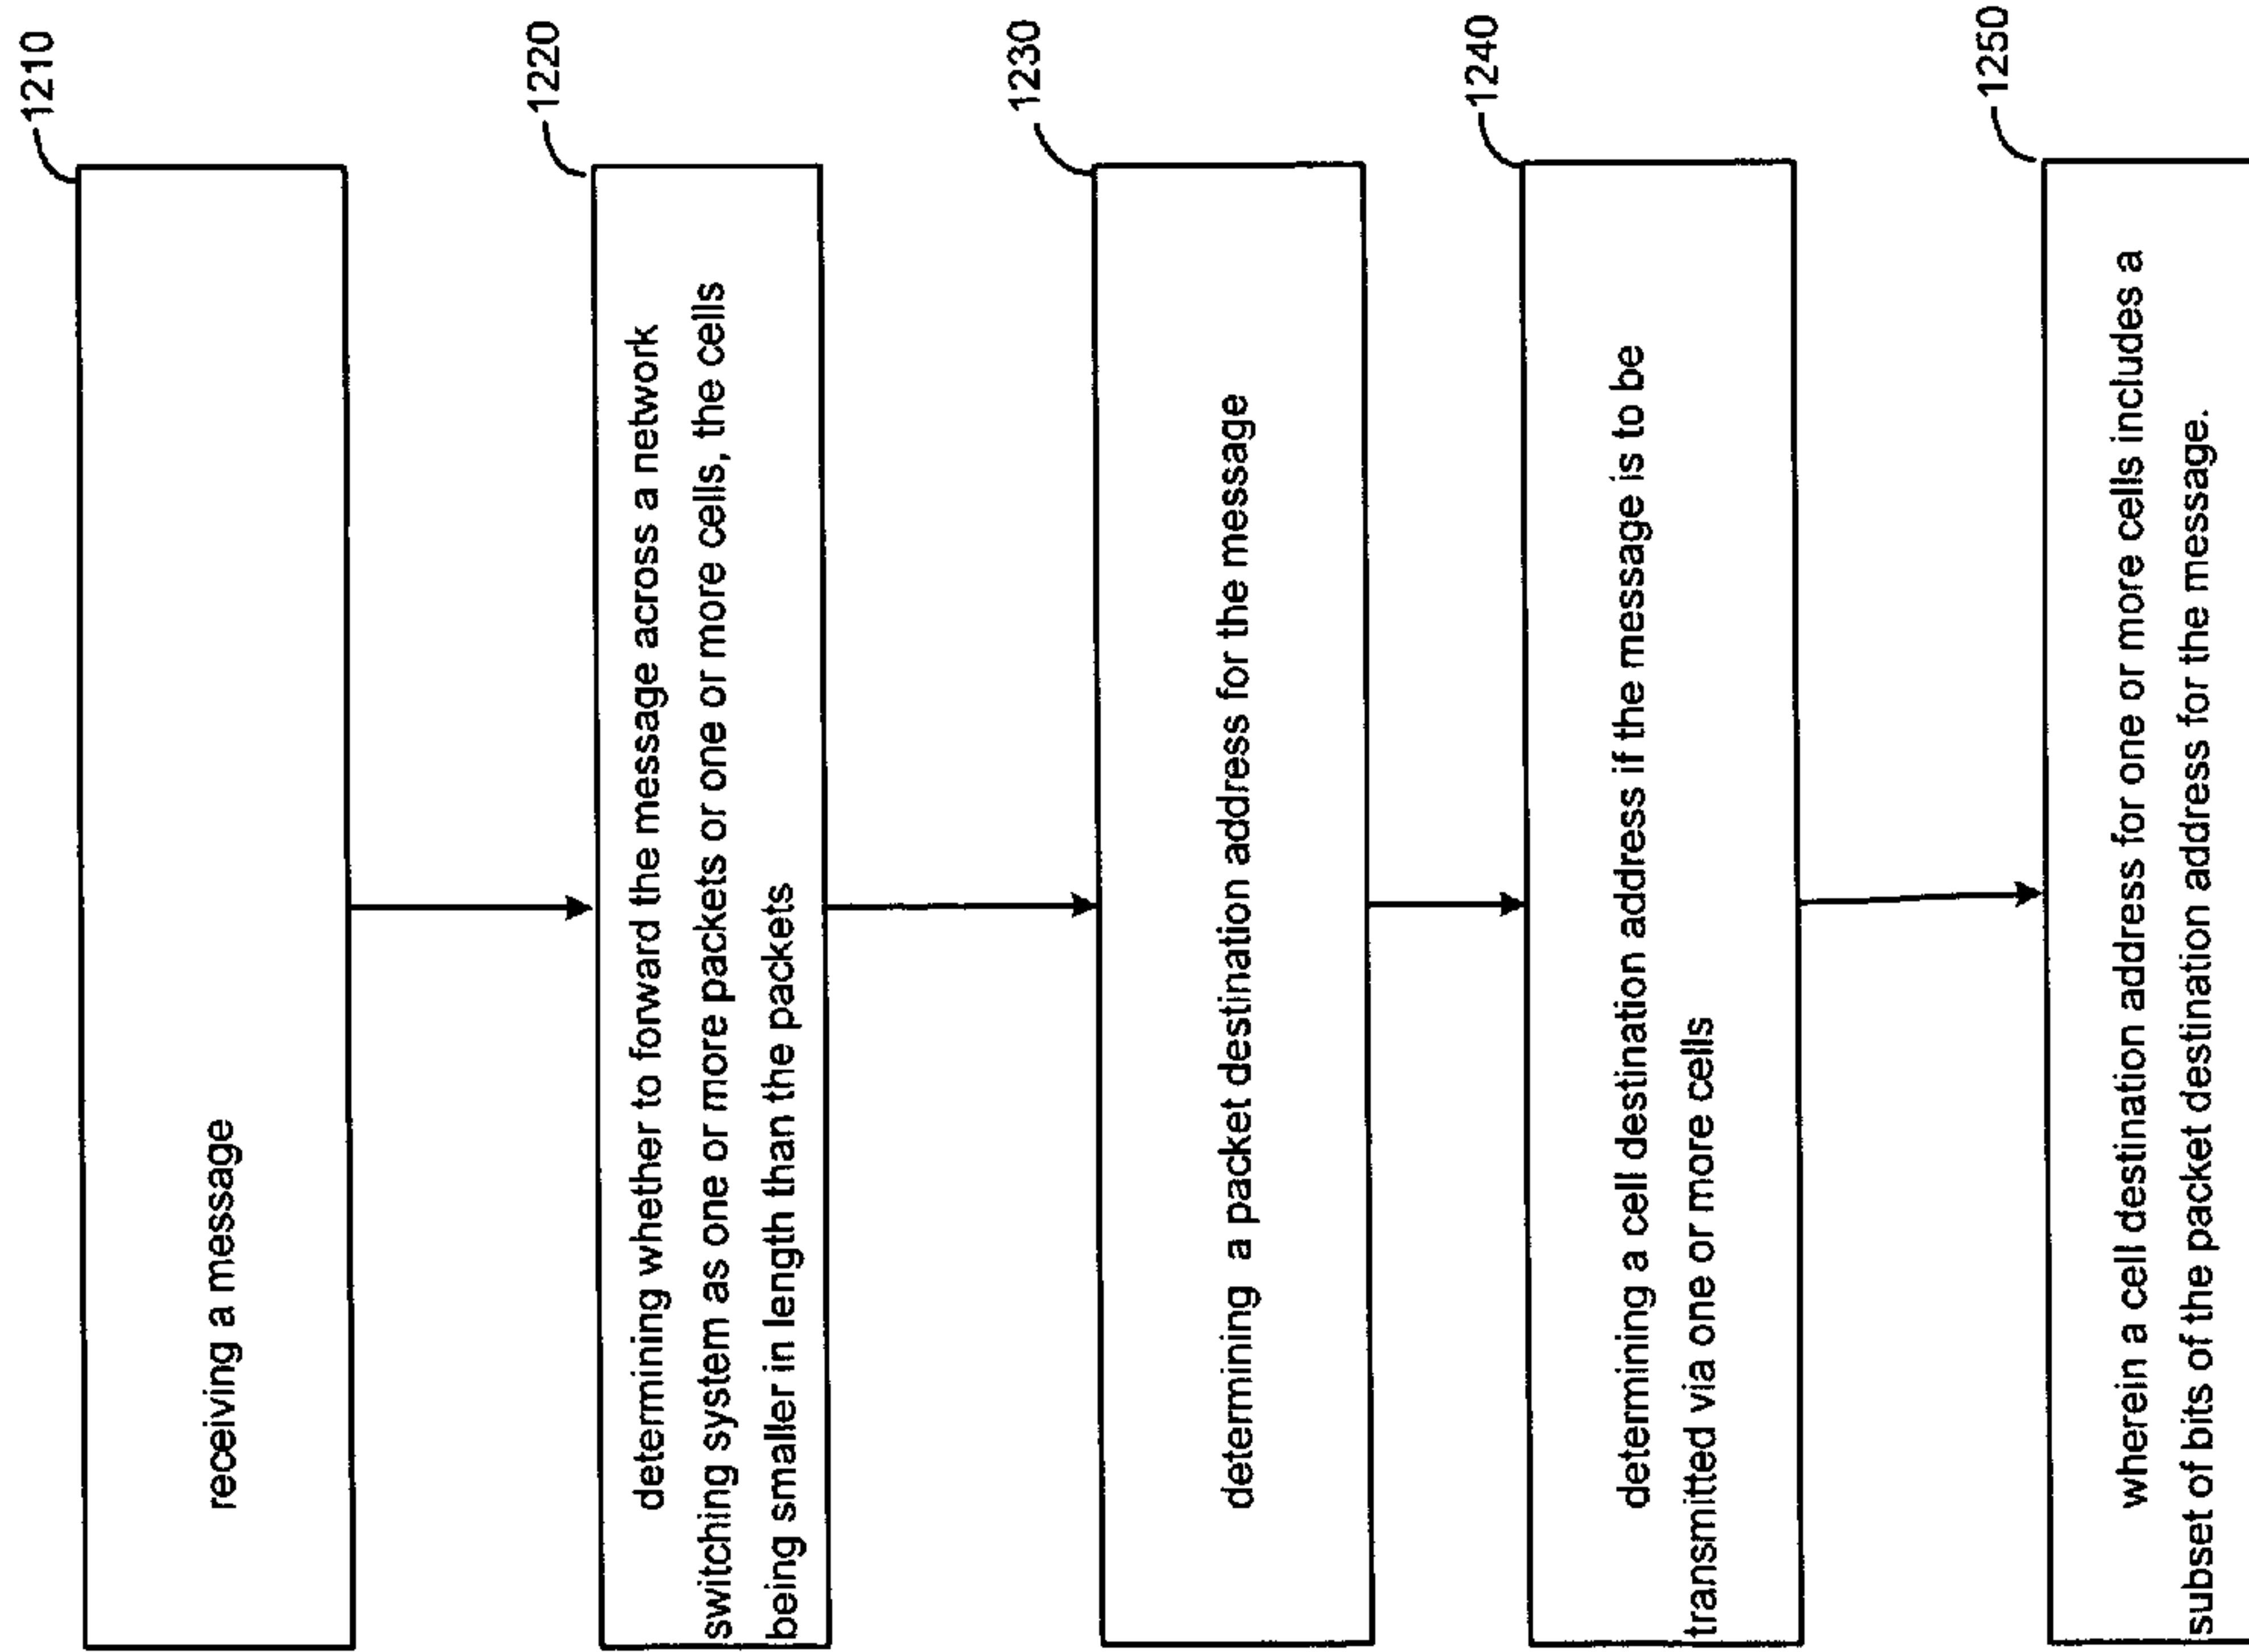 1210
receiving a message
1220
determining whether to forward the message across a network
switching system as one or more packets or one or more cells, the cells
being smaller in length than the packets
1230
determining a packet destination address for the message
1240
determining a cell destination address if the message is to be
transmitted via one or more cells
1250
wherein a cell destination address for one or more cells includes a
subset of bits of the packet destination address for the message.